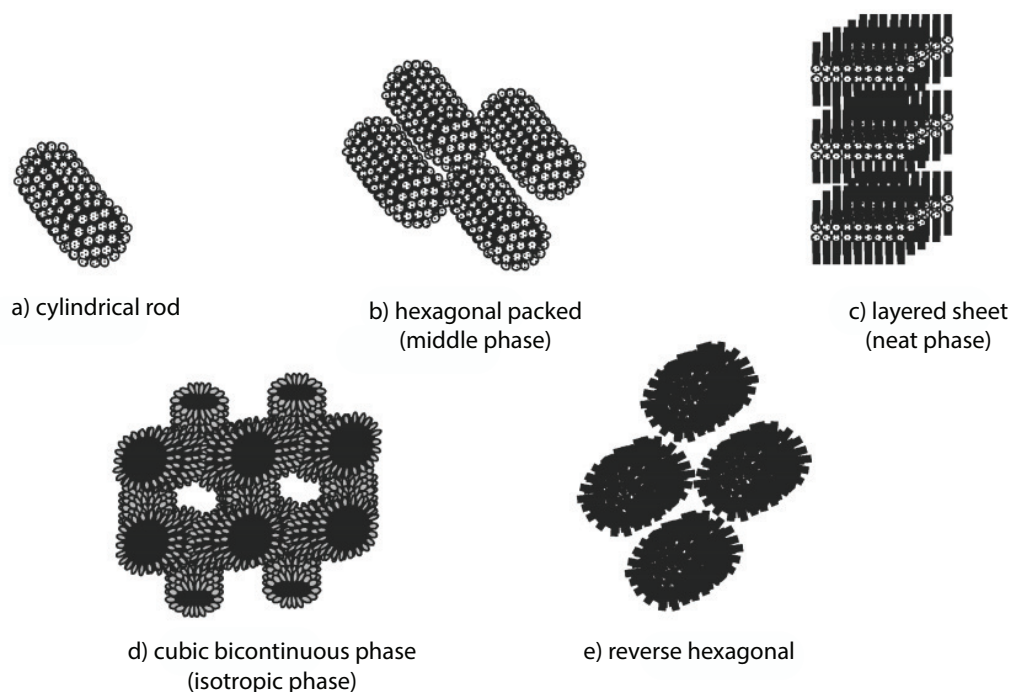 a) cylindrical rod
b) hexagonal packed
(middle phase)
c) layered sheet
(neat phase)
d) cubic bicontinuous phase
(isotropic phase)
e) reverse hexagonal